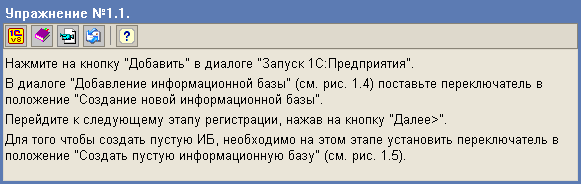 Упражнение №1.1.
1С v8 ?
Нажмите на кнопку "Добавить" в диалоге "Запуск 1С:Предприятия".
В диалоге "Добавление информационной базы" (см. рис. 1.4) поставьте переключатель в
положение "Создание новой информационной базы".
Перейдите к следующему этапу регистрации, нажав на кнопку "Далее>".
Для того чтобы создать пустую ИБ, необходимо на этом этапе установить переключатель в
положение "Создать пустую информационную базу" (см. рис. 1.5).